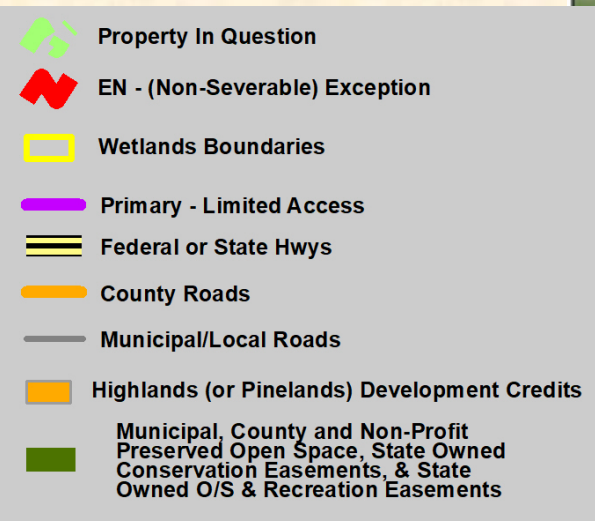 Property In Question
EN - (Non-Severable) Exception
Wetlands Boundaries
Primary - Limited Access
Federal or State Hwys
County Roads
Municipal/Local Roads
Highlands (or Pinelands) Development Credits
Municipal, County and Non-Profit
Preserved Open Space, State Owned
Conservation Easements, & State
Owned O/S & Recreation Easements